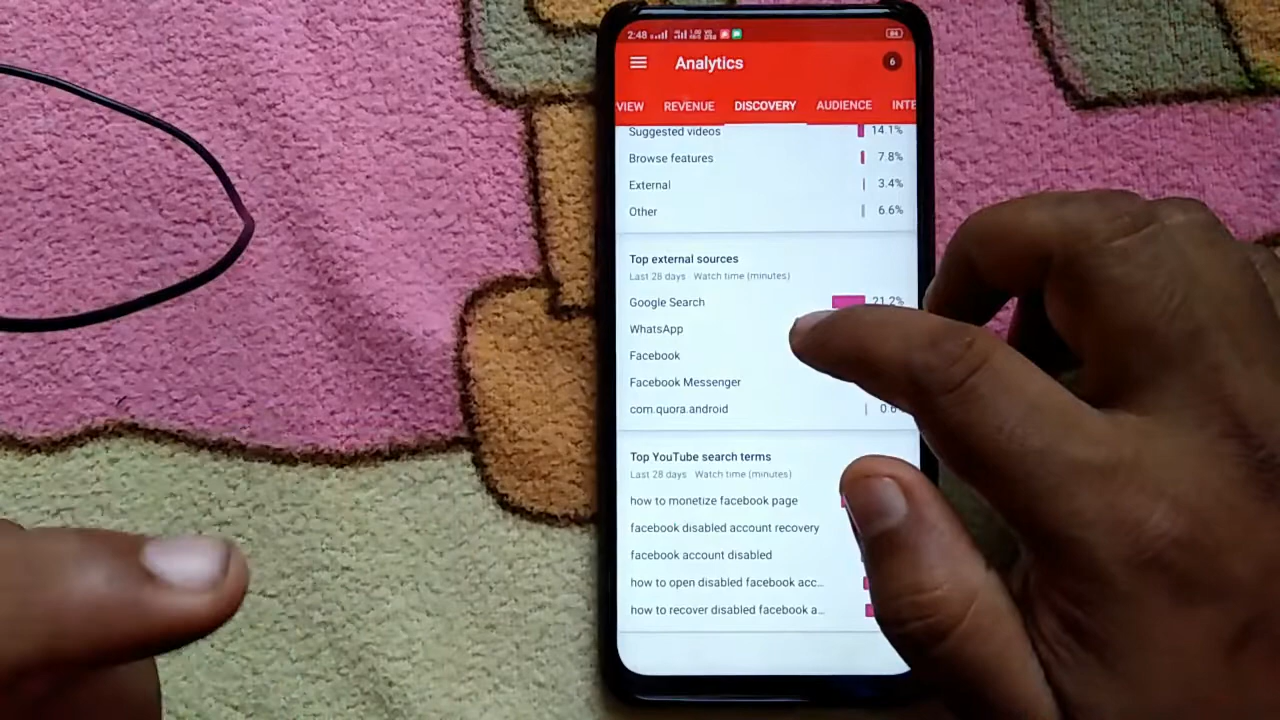 2:48
84
Analytics
6
VIEW REVENUE DISCOVERY AUDIENCE INTE
Suggested videos 14.1%
Browse features 7.8%
External 3.4%
Other 6.6%
Top external sources
Last 28 days · Watch time (minutes)
Google Search 21.2%
WhatsApp
Facebook
Facebook Messenger
com.quora.android
Top YouTube search terms
Last 28 days · Watch time (minutes)
how to monetize facebook page
facebook disabled account recovery
facebook account disabled
how to open disabled facebook acc...
how to recover disabled facebook a...